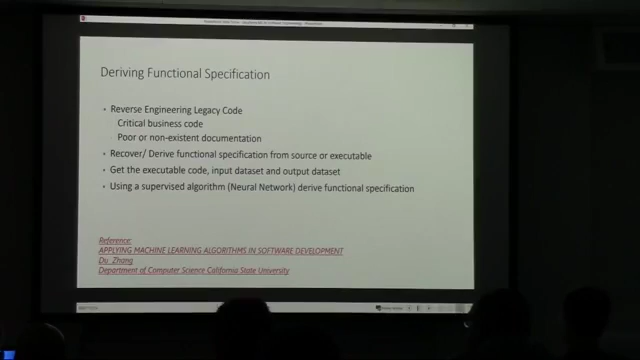 Deriving Functional Specification
• Reverse Engineering Legacy Code
Critical business code
Poor or non-existent documentation
• Recover/ Derive functional specification from source or executable
• Get the executable code, input dataset and output dataset
• Using a supervised algorithm (Neural Network) derive functional specification
Reference:
APPLYING MACHINE LEARNING ALGORITHMS IN SOFTWARE DEVELOPMENT
Du Zhang
Department of Computer Science California State University